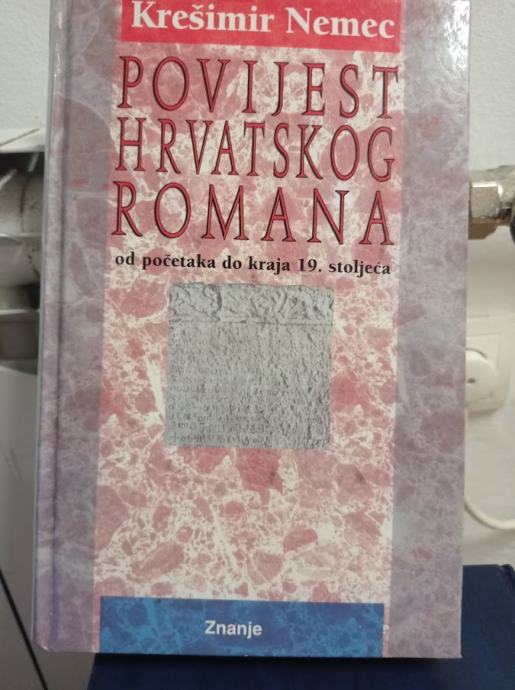 Krešimir Nemec
POVIJEST
HRVATSKOG
ROMANA
od početaka do kraja 19. stoljeća
Znanje